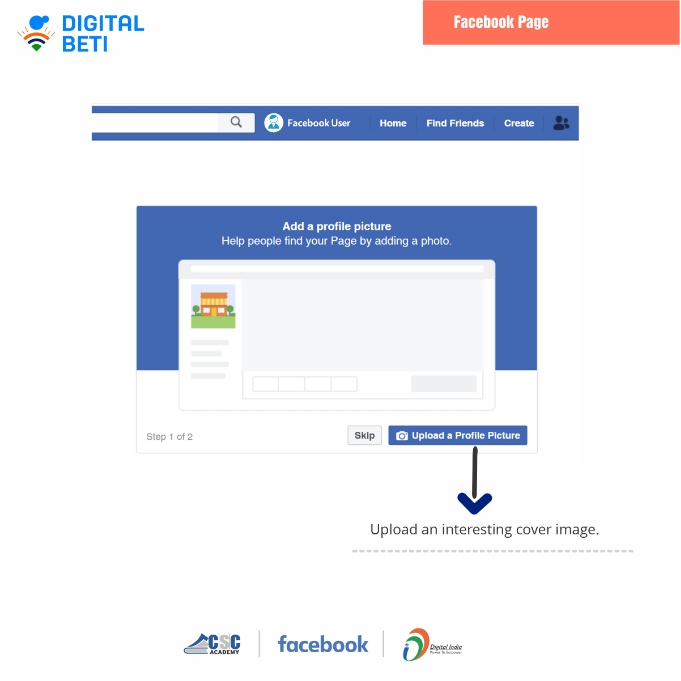 DIGITAL
BETI
Facebook Page
Facebook User
Home
Find Friends
Create
Add a profile picture
Help people find your Page by adding a photo.
Step 1 of 2
Skip
Upload a Profile Picture
Upload an interesting cover image.
CSC
ACADEMY
facebook
Digital India
Power To Empower